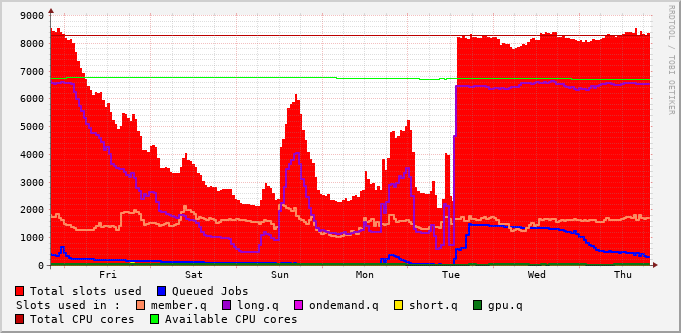 9000
8000
7000
6000
5000
4000
3000
2000
1000
0
Fri Sat Sun Mon Tue Wed Thu
RRDTOOL / TOBI OETIKER
Total slots used Queued Jobs
Slots used in : member.q long.q ondemand.q short.q gpu.q
Total CPU cores Available CPU cores